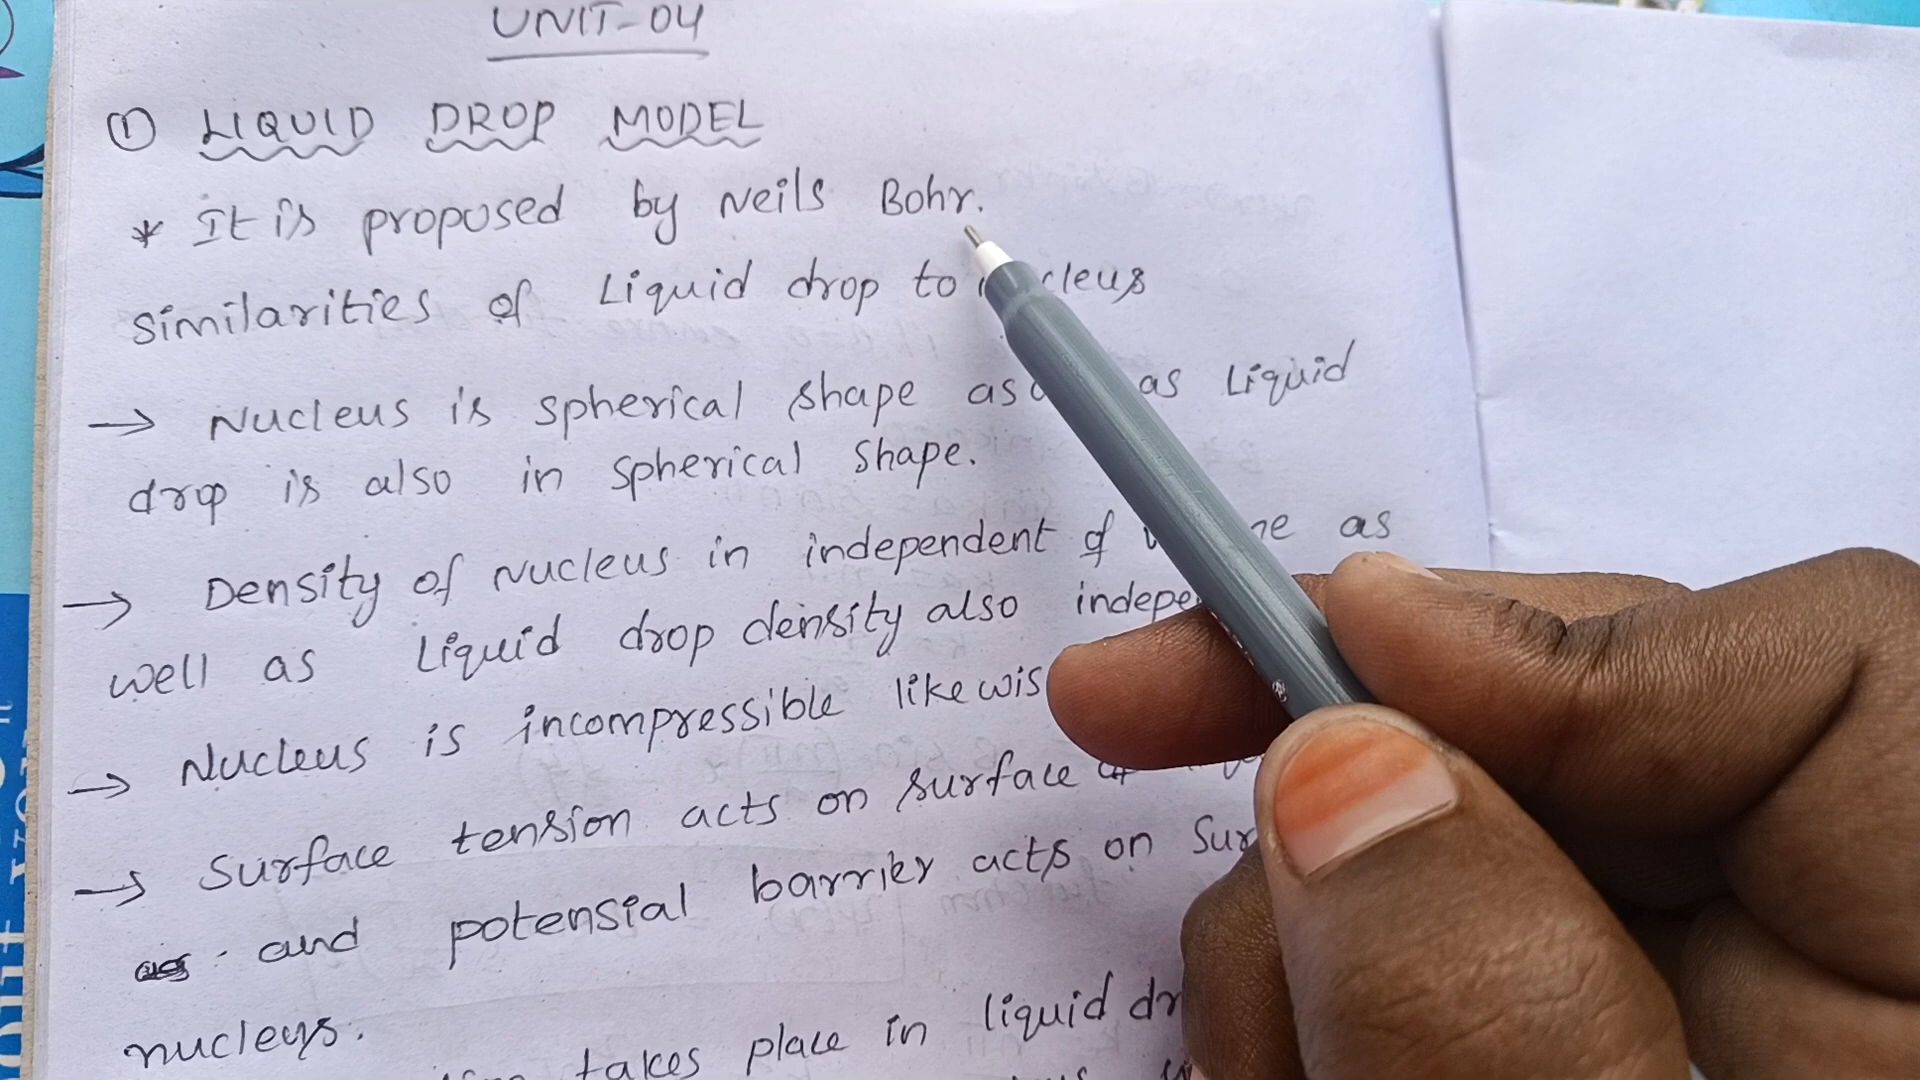 UNIT-04
① LIQUID DROP MODEL
* It is proposed by Neils Bohr.
Similarities of Liquid drop to
→ Nucleus is spherical shape as Liquid
drop is also in spherical shape.
→ Density of Nucleus in independent of as
well as Liquid drop density also
→ Nucleus is incompressible
→ Surface tension acts on surface
and potensial barrier acts on
nucleus.
takes place in liquid